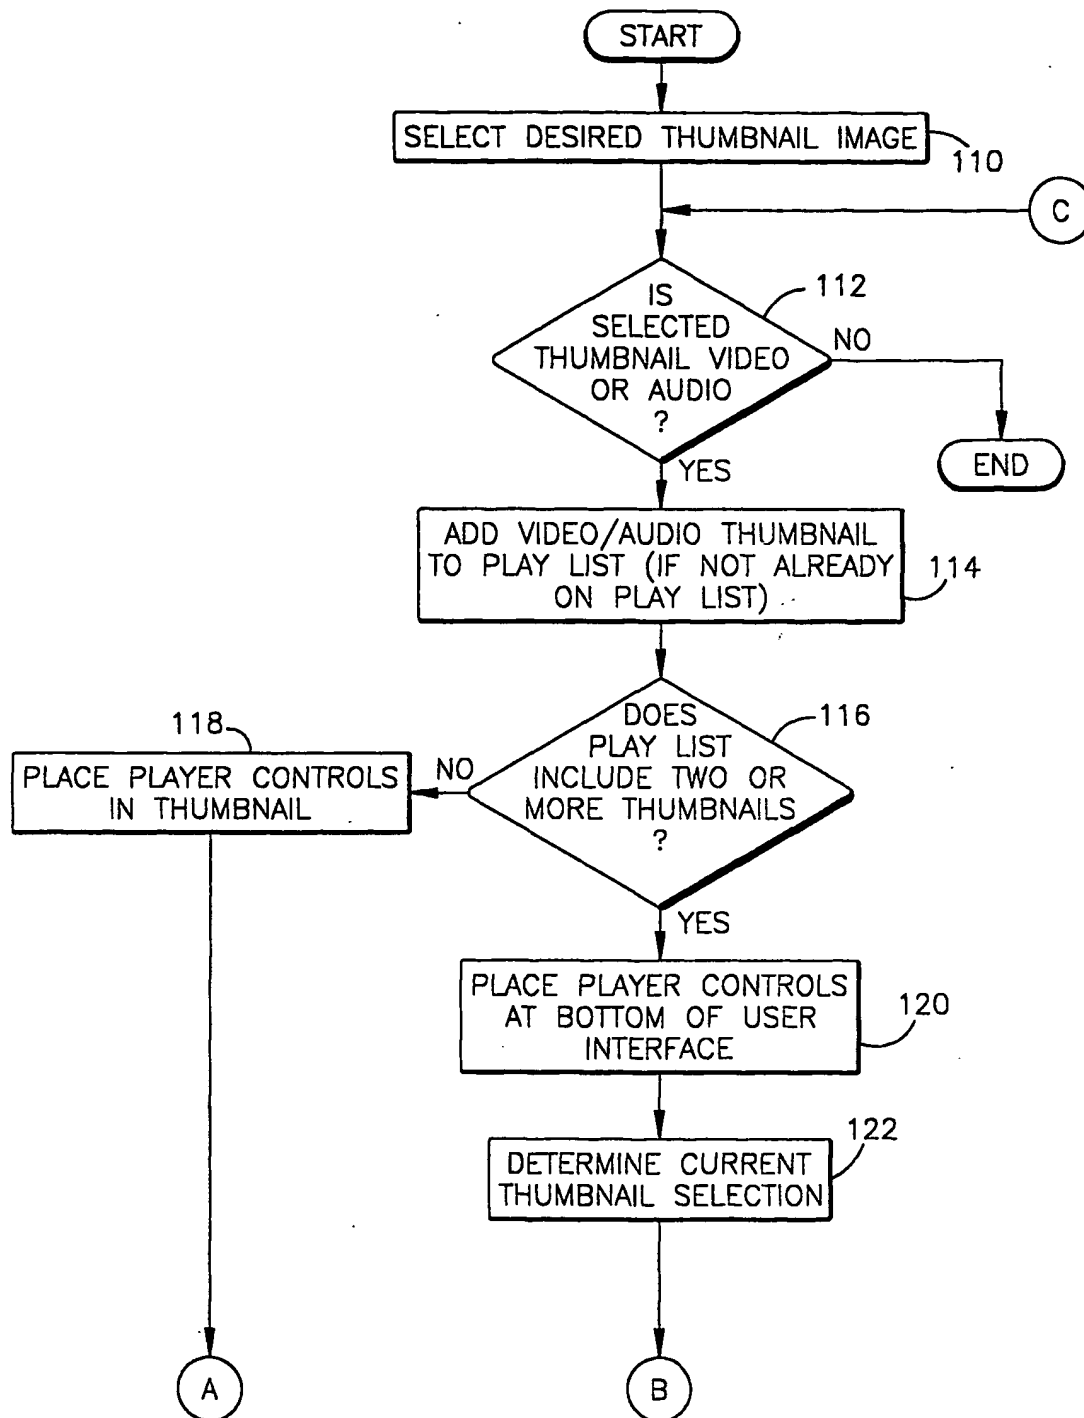 START
SELECT DESIRED THUMBNAIL IMAGE
110
C
112
IS
SELECTED
THUMBNAIL VIDEO
OR AUDIO
?
NO
YES
END
ADD VIDEO/AUDIO THUMBNAIL
TO PLAY LIST (IF NOT ALREADY
ON PLAY LIST)
114
116
DOES
PLAY LIST
INCLUDE TWO OR
MORE THUMBNAILS
?
NO
118
PLACE PLAYER CONTROLS
IN THUMBNAIL
YES
PLACE PLAYER CONTROLS
AT BOTTOM OF USER
INTERFACE
120
122
DETERMINE CURRENT
THUMBNAIL SELECTION
A
B